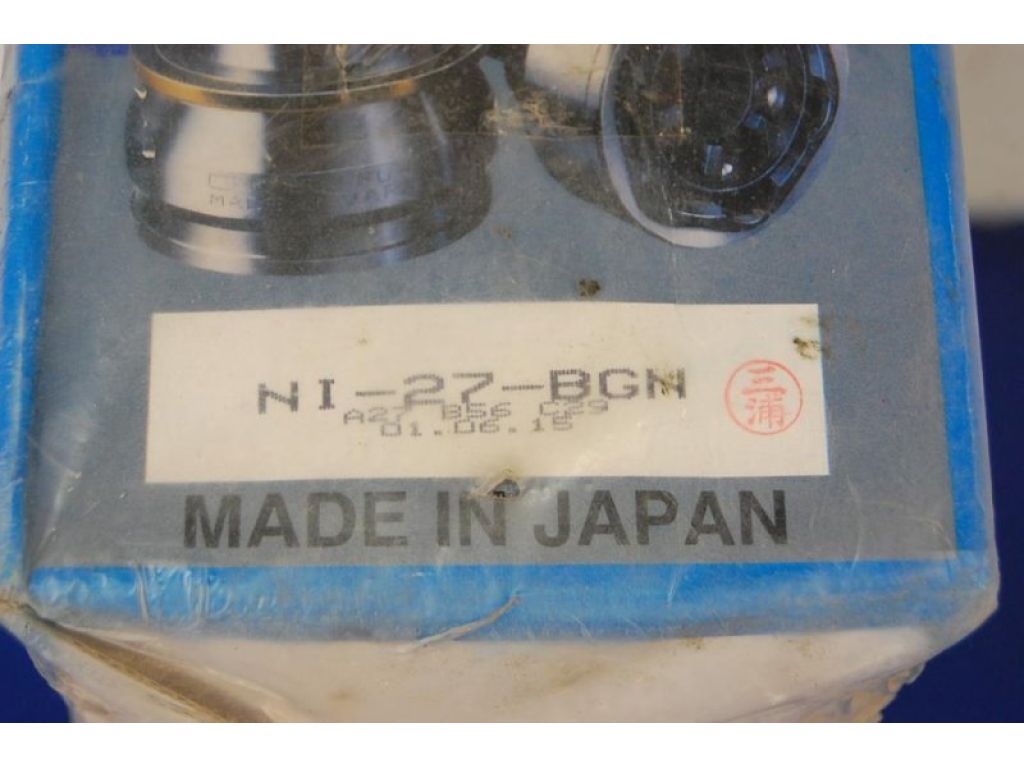 NI-27-BGN
A27 B56 C29
01.06.15
三浦
MADE IN JAPAN